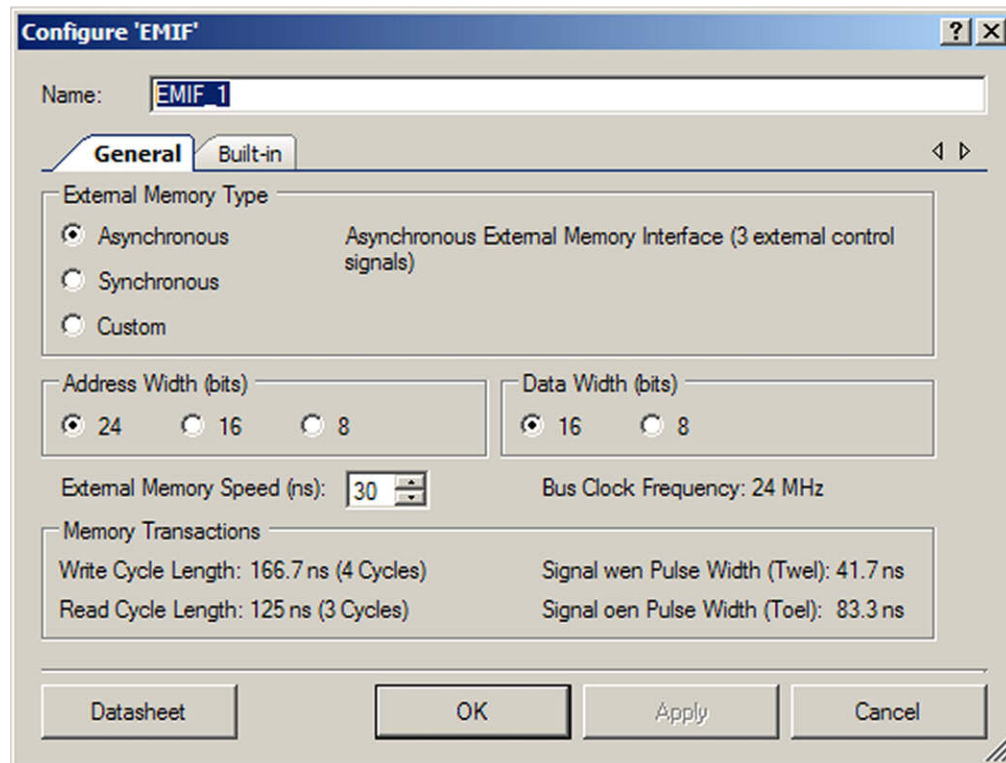 Configure 'EMIF'
Name: EMIF_1
General Built-in
External Memory Type
Asynchronous
Asynchronous External Memory Interface (3 external control
signals)
Synchronous
Custom
Address Width (bits)
24 16 8
Data Width (bits)
16 8
External Memory Speed (ns): 30 Bus Clock Frequency: 24 MHz
Memory Transactions
Write Cycle Length: 166.7 ns (4 Cycles) Signal wen Pulse Width (Twel): 41.7 ns
Read Cycle Length: 125 ns (3 Cycles) Signal oen Pulse Width (Toel): 83.3 ns
Datasheet OK Apply Cancel